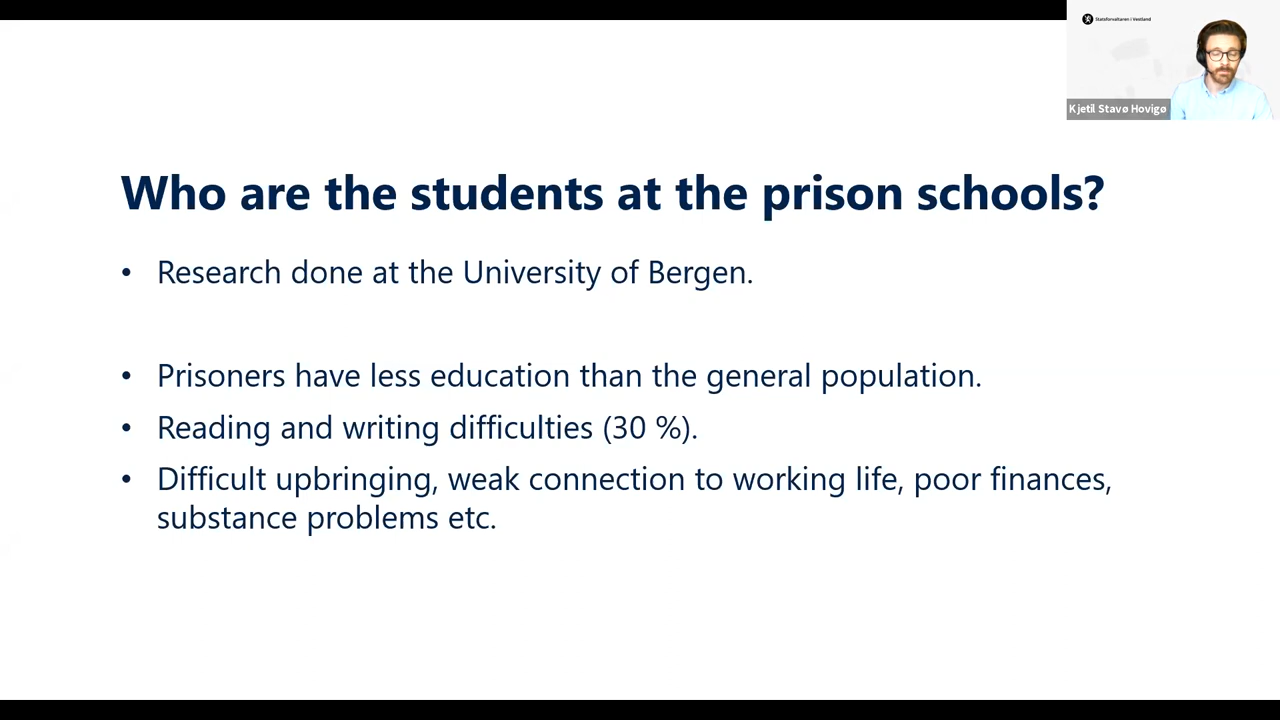 Statsforvaltaren i Vestland
Kjetil Stavø Hovigø
Who are the students at the prison schools?
• Research done at the University of Bergen.
• Prisoners have less education than the general population.
• Reading and writing difficulties (30 %).
• Difficult upbringing, weak connection to working life, poor finances,
substance problems etc.